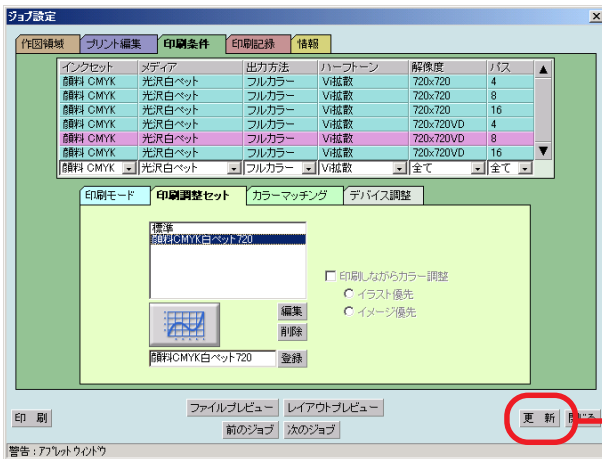 ジョブ設定
作図領域 プリント編集 印刷条件 印刷記録 情報
インクセット メディア 出力方法 ハーフトーン 解像度 パス
顔料 CMYK 光沢白ペット フルカラー Vi拡散 720x720 4
顔料 CMYK 光沢白ペット フルカラー Vi拡散 720x720 8
顔料 CMYK 光沢白ペット フルカラー Vi拡散 720x720 16
顔料 CMYK 光沢白ペット フルカラー Vi拡散 720x720VD 4
顔料 CMYK 光沢白ペット フルカラー Vi拡散 720x720VD 8
顔料 CMYK 光沢白ペット フルカラー Vi拡散 720x720VD 16
顔料 CMYK 光沢白ペット フルカラー Vi拡散 全て 全て
印刷モード 印刷調整セット カラーマッチング デバイス調整
標準
顔料CMYK白ペット720
印刷しながらカラー調整
イラスト優先
イメージ優先
編集
削除
顔料CMYK白ペット720 登録
ファイルプレビュー レイアウトプレビュー
印 刷 更 新 閉じる
前のジョブ 次のジョブ
警告 : アプレット ウィンドウ